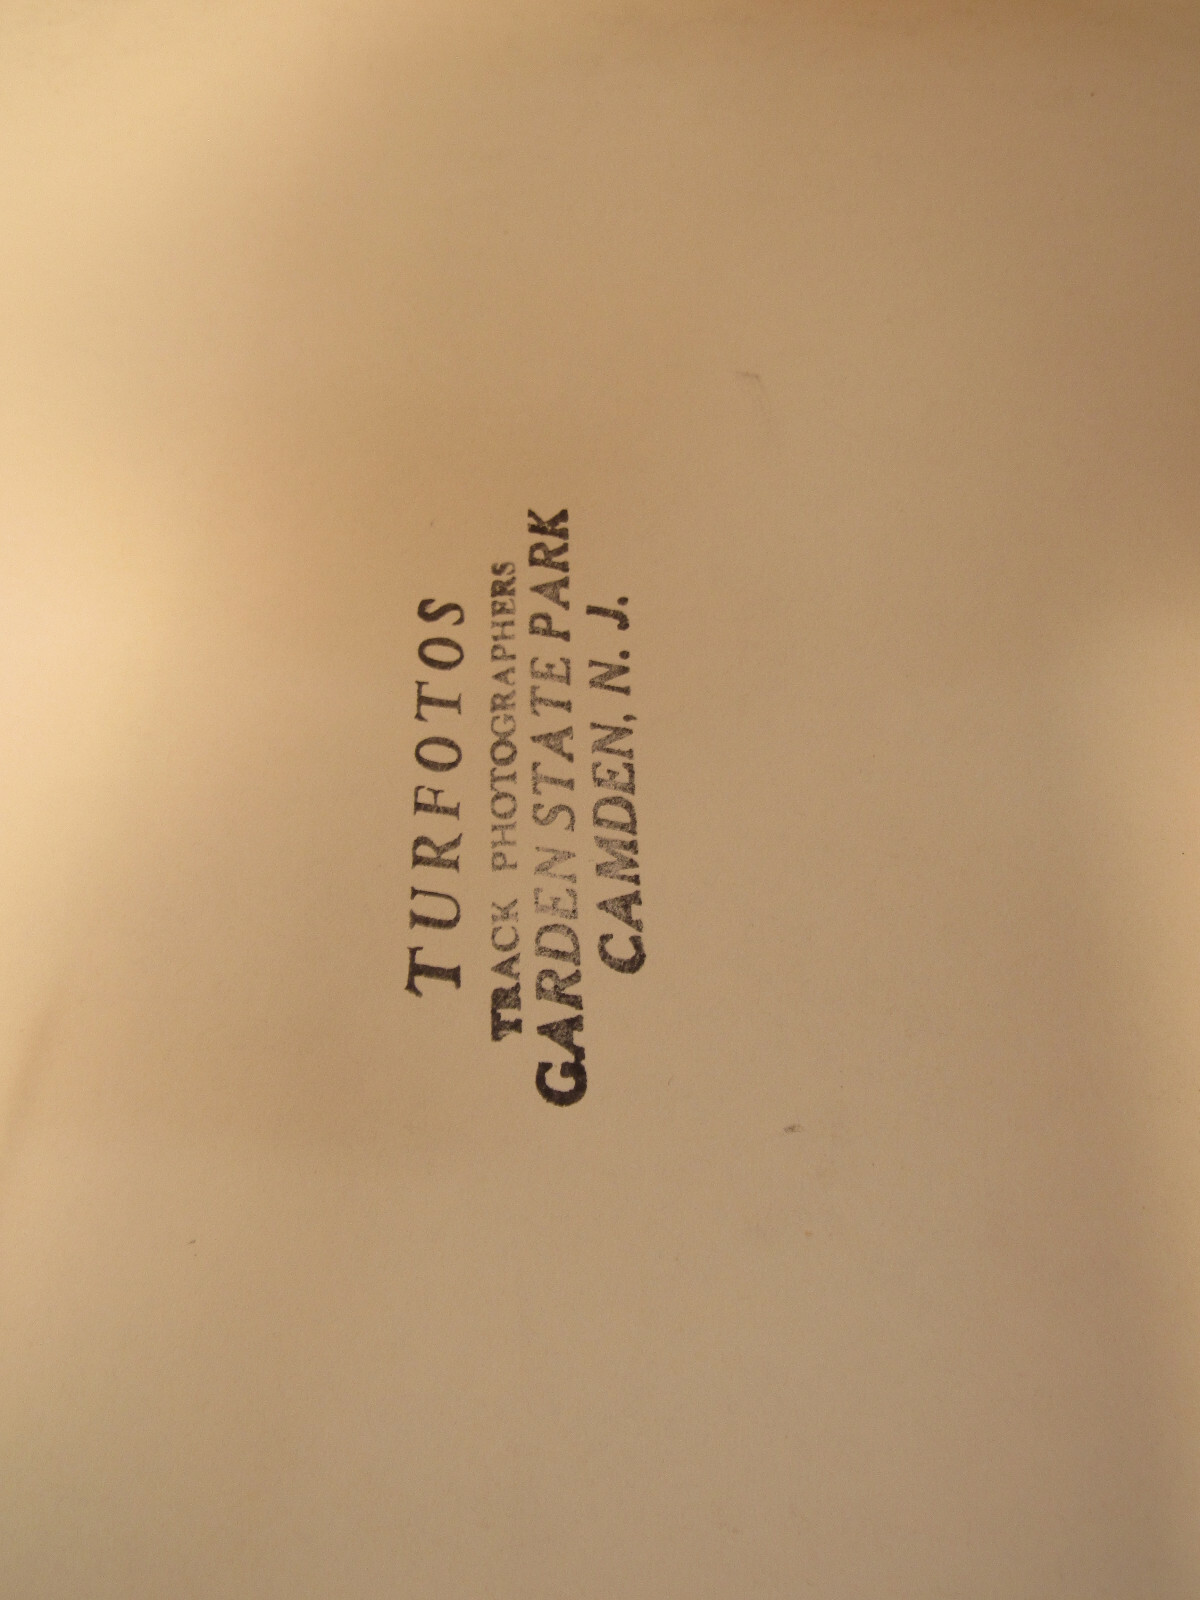 TURFOTOS
TRACK PHOTOGRAPHERS
GARDEN STATE PARK
CAMDEN, N. J.